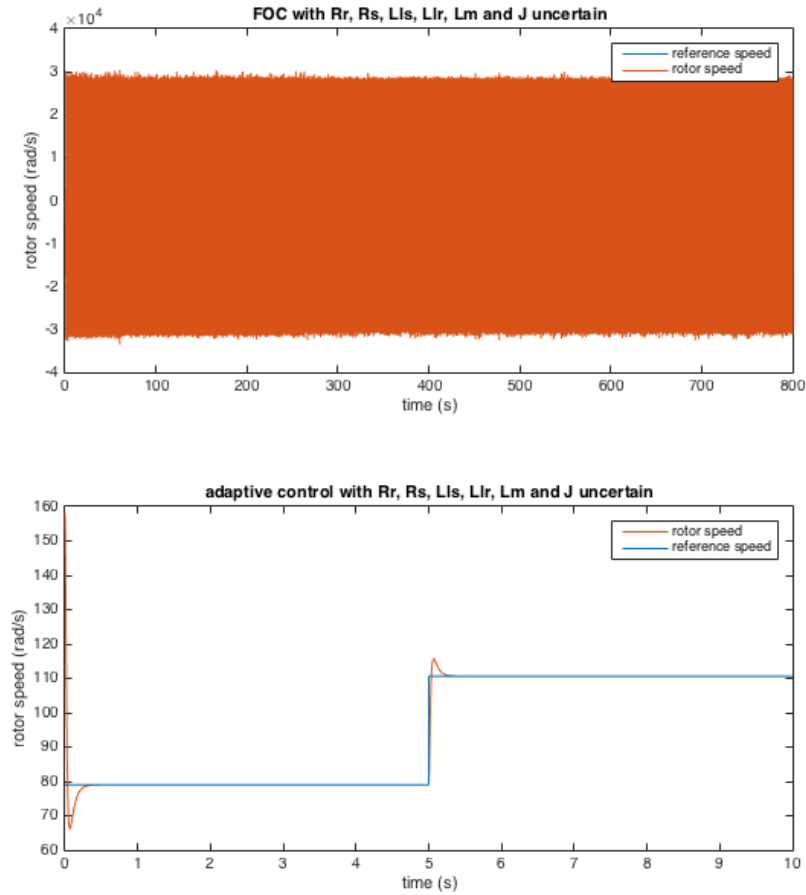 FOC with Rr, Rs, Lls, Llr, Lm and J uncertain
×10⁴
4
3
2
1
0
-1
-2
-3
-4
rotor speed (rad/s)
reference speed
rotor speed
0 100 200 300 400 500 600 700 800
time (s)
adaptive control with Rr, Rs, Lls, Llr, Lm and J uncertain
160
150
140
130
120
110
100
90
80
70
60
rotor speed (rad/s)
rotor speed
reference speed
0 1 2 3 4 5 6 7 8 9 10
time (s)